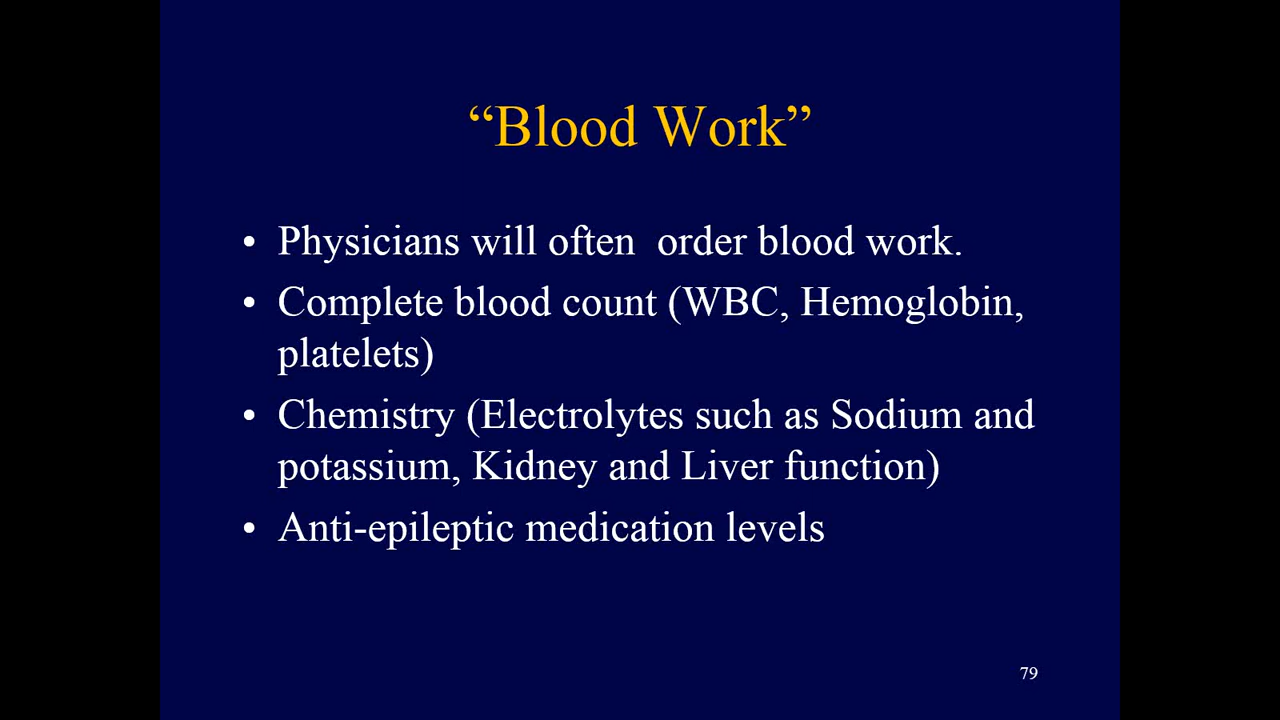 “Blood Work”
• Physicians will often  order blood work.
• Complete blood count (WBC, Hemoglobin,
platelets)
• Chemistry (Electrolytes such as Sodium and
potassium, Kidney and Liver function)
• Anti-epileptic medication levels
79